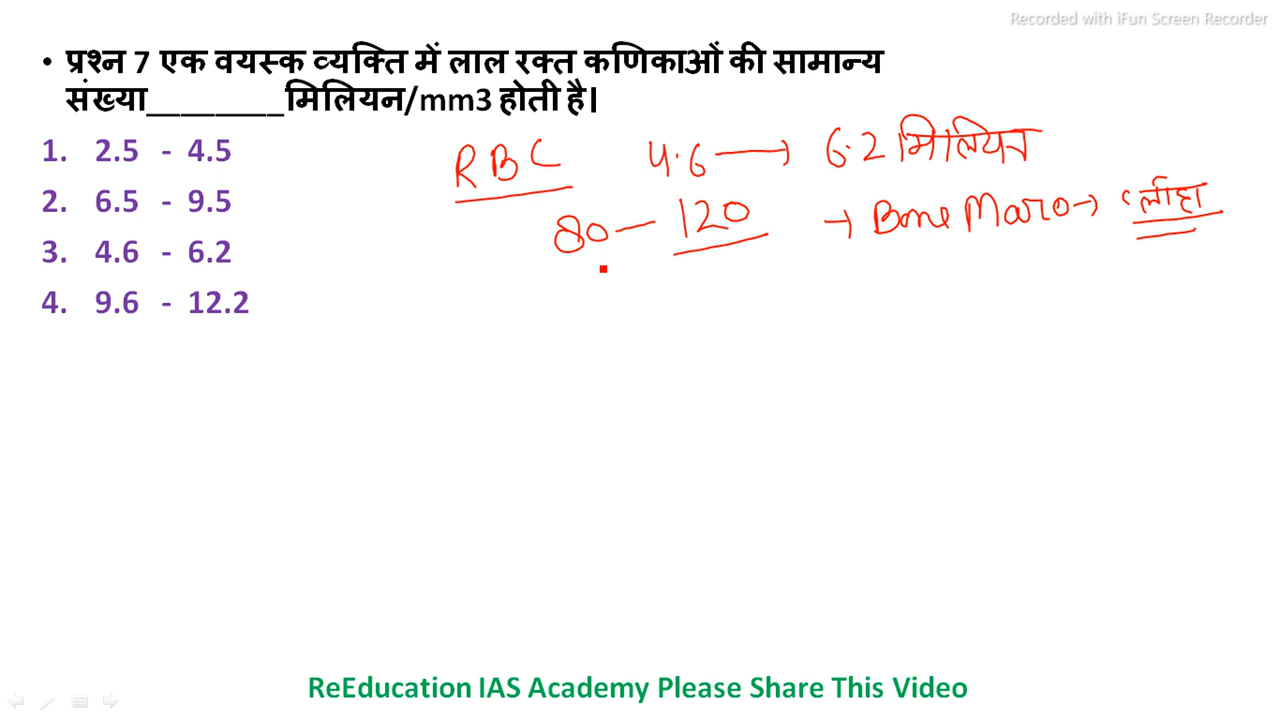 Recorded with iFun Screen Recorder
• प्रश्न 7 एक वयस्क व्यक्ति में लाल रक्त कणिकाओं की सामान्य
संख्या_________मिलियन/mm3 होती है।
1. 2.5 - 4.5
2. 6.5 - 9.5
3. 4.6 - 6.2
4. 9.6 - 12.2
RBC 4.6 → 6.2 मिलियन
80 - 120 → Bone Maro →
ReEducation IAS Academy Please Share This Video